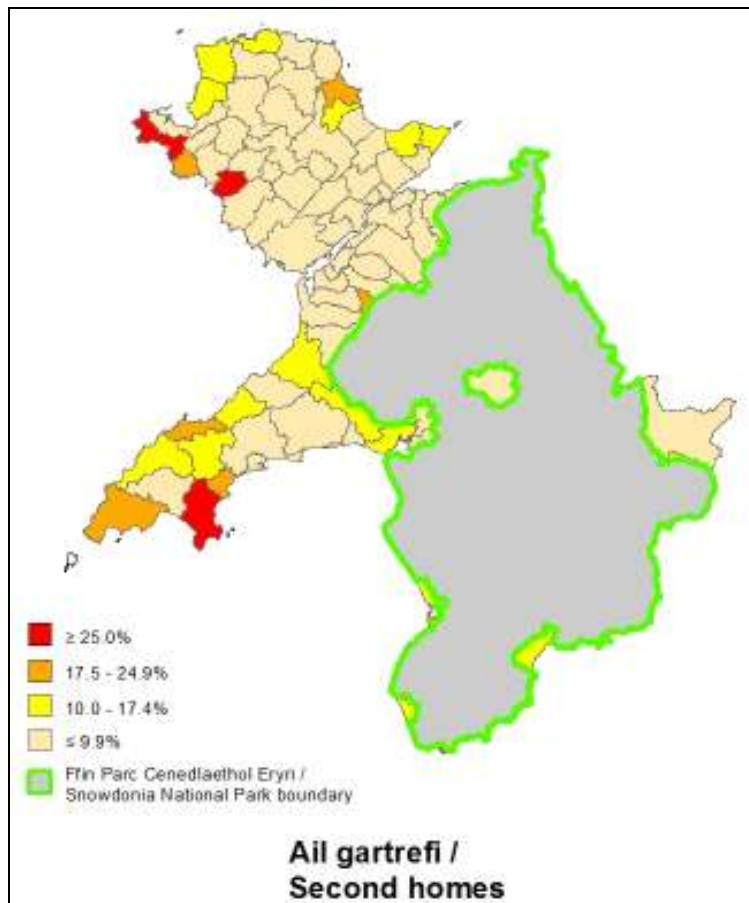 ≥ 25.0%
17.5 - 24.9%
10.0 - 17.4%
≤ 9.9%
Ffin Parc Cenedlaethol Eryri /
Snowdonia National Park boundary
Ail gartrefi /
Second homes